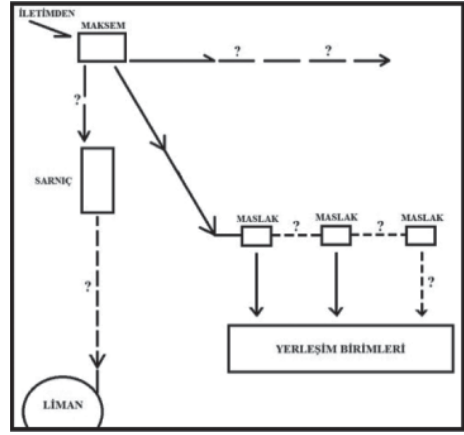 İLETİMDEN
MAKSEM
? ?
?
SARNIÇ
MASLAK MASLAK MASLAK
? ?
?
?
YERLEŞİM BİRİMLERİ
LİMAN